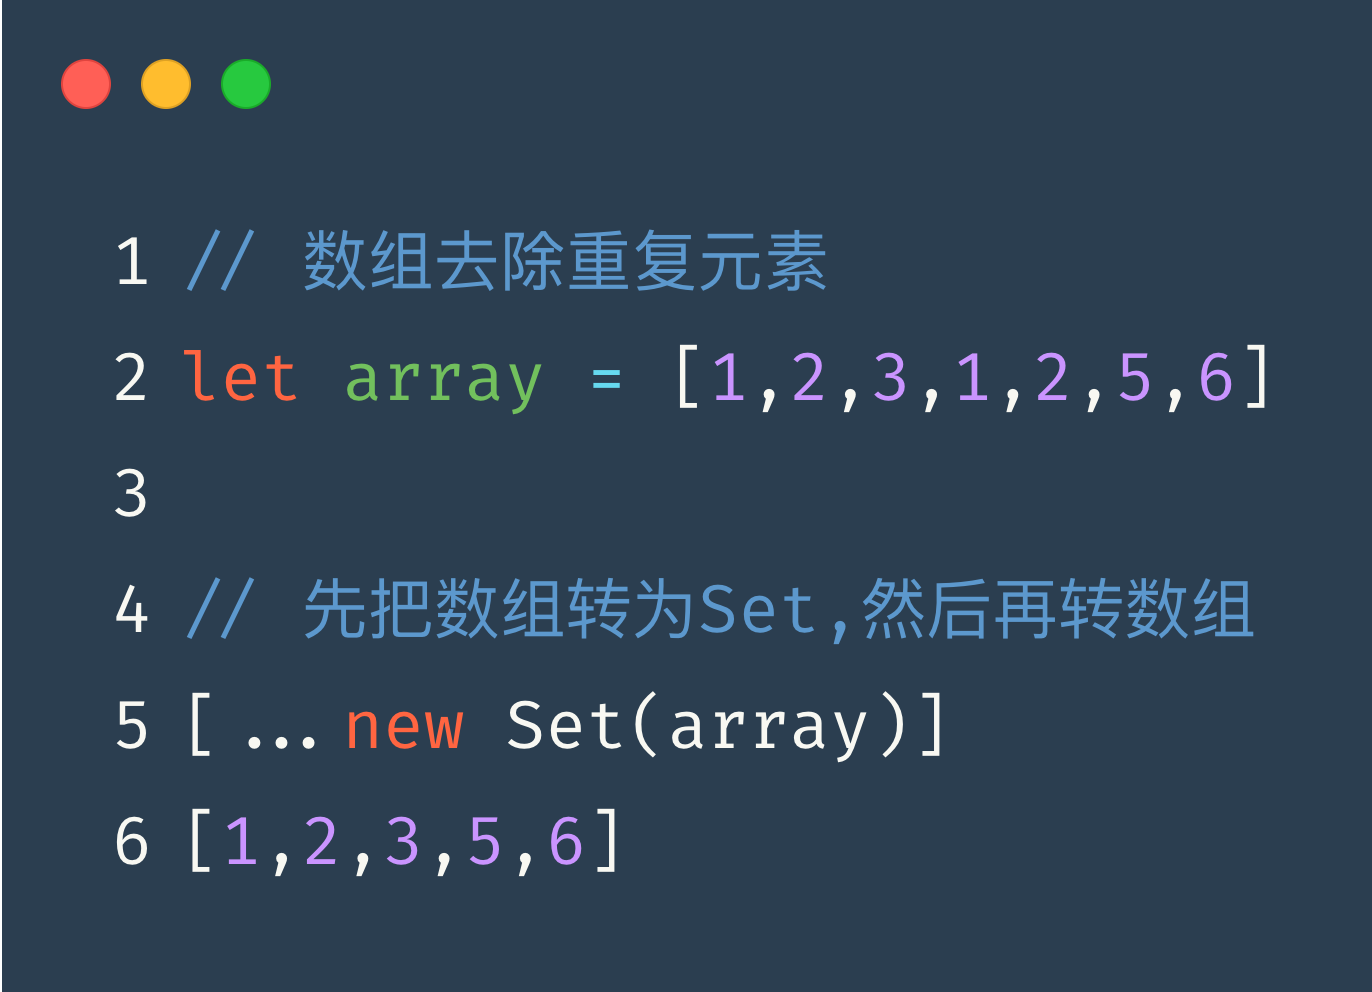 1 // 数组去除重复元素
2 let array = [1,2,3,1,2,5,6]
3
4 // 先把数组转为Set,然后再转数组
5 [...new Set(array)]
6 [1,2,3,5,6]